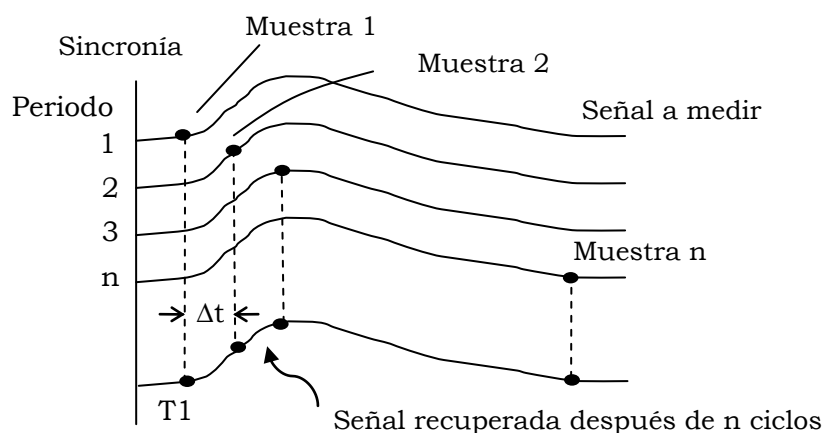 Muestra 1
Sincronía
Muestra 2
Periodo
Señal a medir
1
2
3
Muestra n
n
Δt
T1
Señal recuperada después de n ciclos